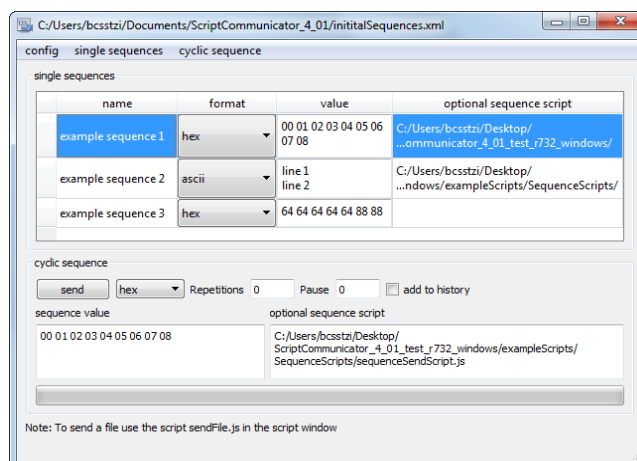 C:/Users/bcsstzi/Documents/ScriptCommunicator_4_01/inititalSequences.xml
config single sequences cyclic sequence
single sequences
name format value optional sequence script
example sequence 1 hex 00 01 02 03 04 05 06 07 08 C:/Users/bcsstzi/Desktop/ ...ommunicator_4_01_test_r732_windows/
example sequence 2 ascii line 1 line 2 C:/Users/bcsstzi/Desktop/ ...ndows/exampleScripts/SequenceScripts/
example sequence 3 hex 64 64 64 64 64 88 88
cyclic sequence
send hex Repetitions 0 Pause 0 add to history
sequence value optional sequence script
00 01 02 03 04 05 06 07 08
C:/Users/bcsstzi/Desktop/
ScriptCommunicator_4_01_test_r732_windows/exampleScripts/
SequenceScripts/sequenceSendScript.js
Note: To send a file use the script sendFile.js in the script window